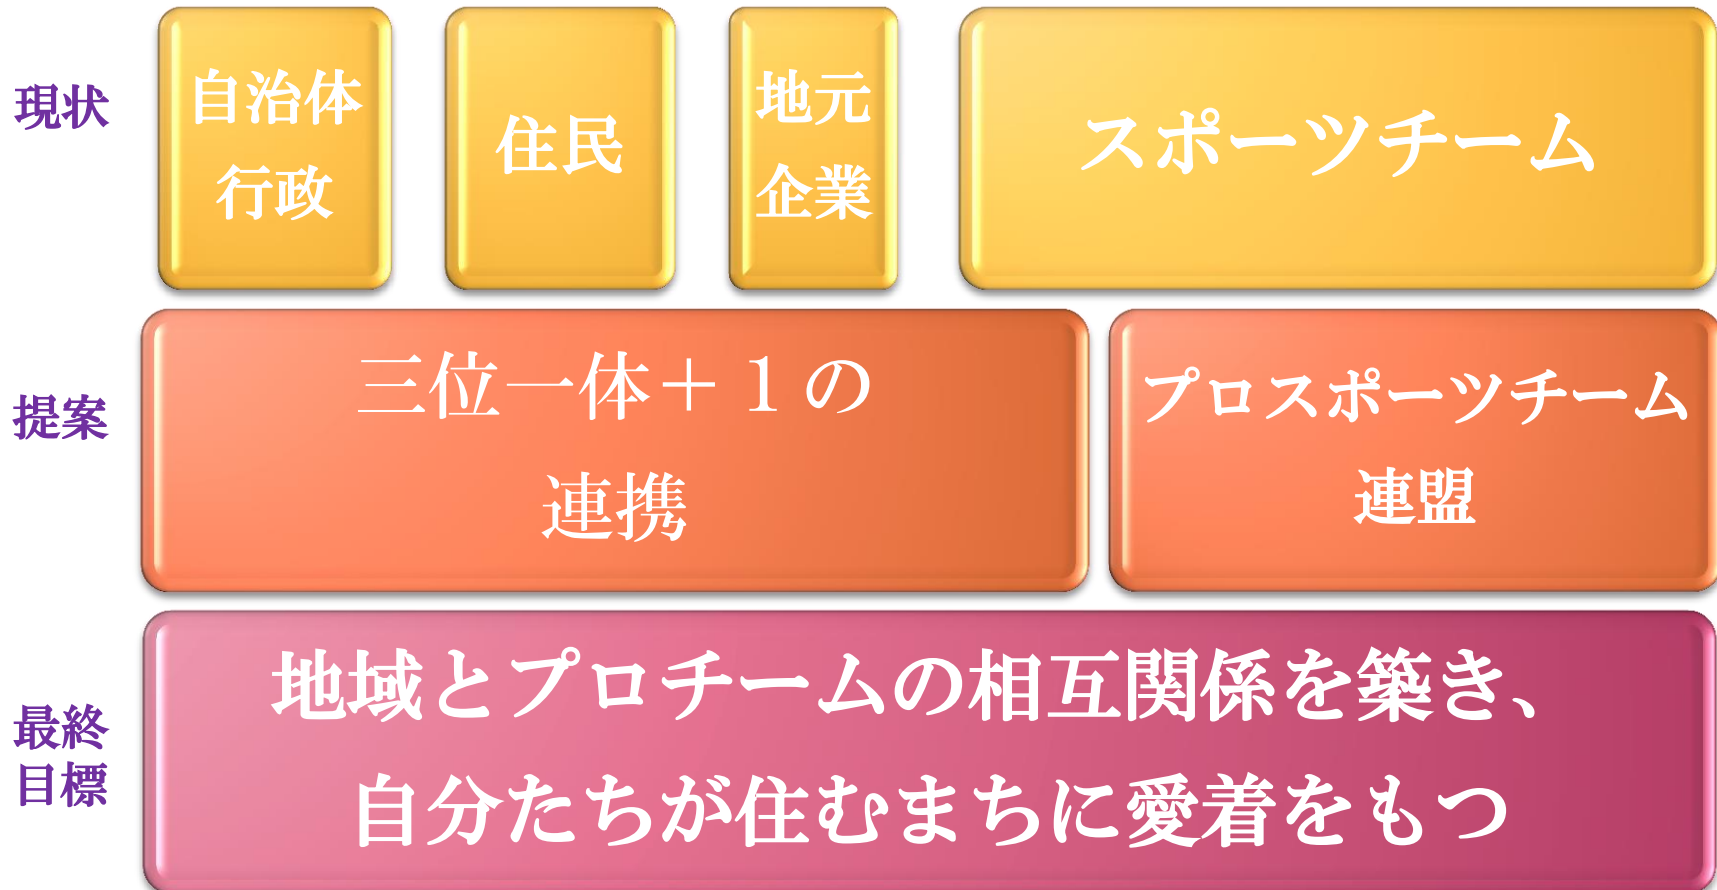 現状
自治体
行政
住民
地元
企業
スポーツチーム
提案
三位一体＋１の
連携
プロスポーツチーム
連盟
最終
目標
地域とプロチームの相互関係を築き、
自分たちが住むまちに愛着をもつ